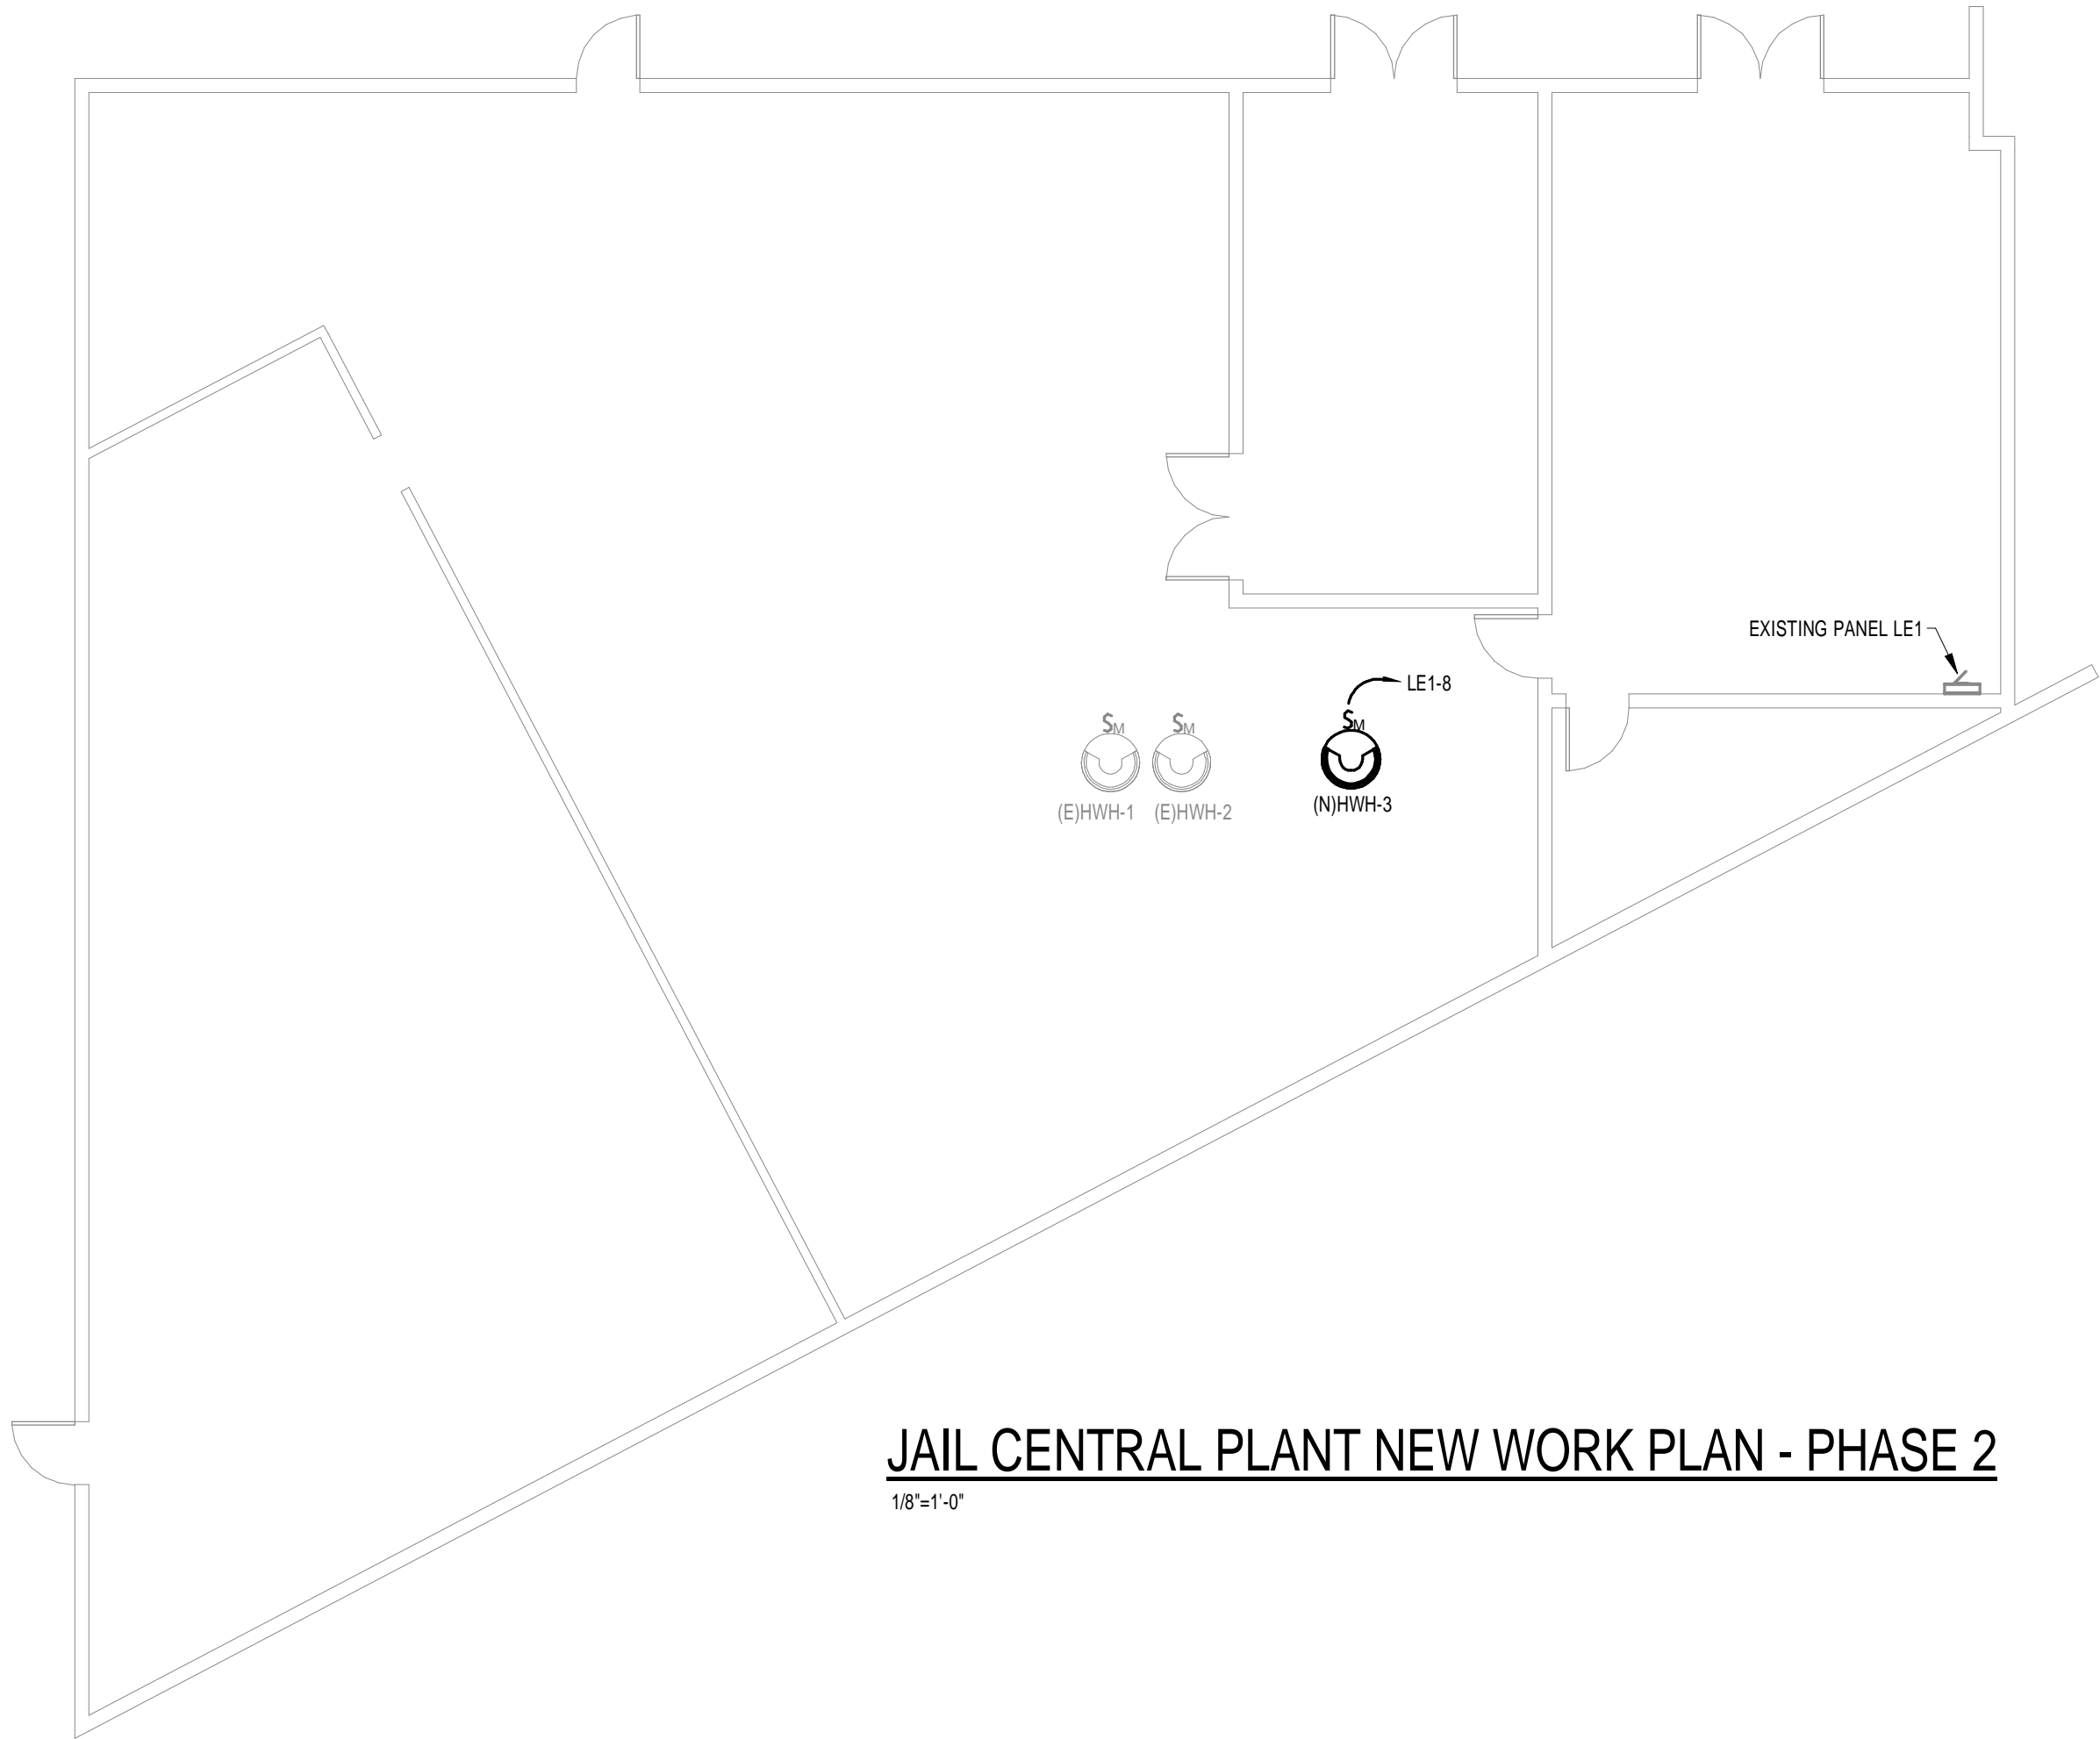 EXISTING PANEL LE1
LE1-8
SM
SM
SM
(E)HWH-1
(E)HWH-2
(N)HWH-3
JAIL CENTRAL PLANT NEW WORK PLAN - PHASE 2
1/8"=1'-0"